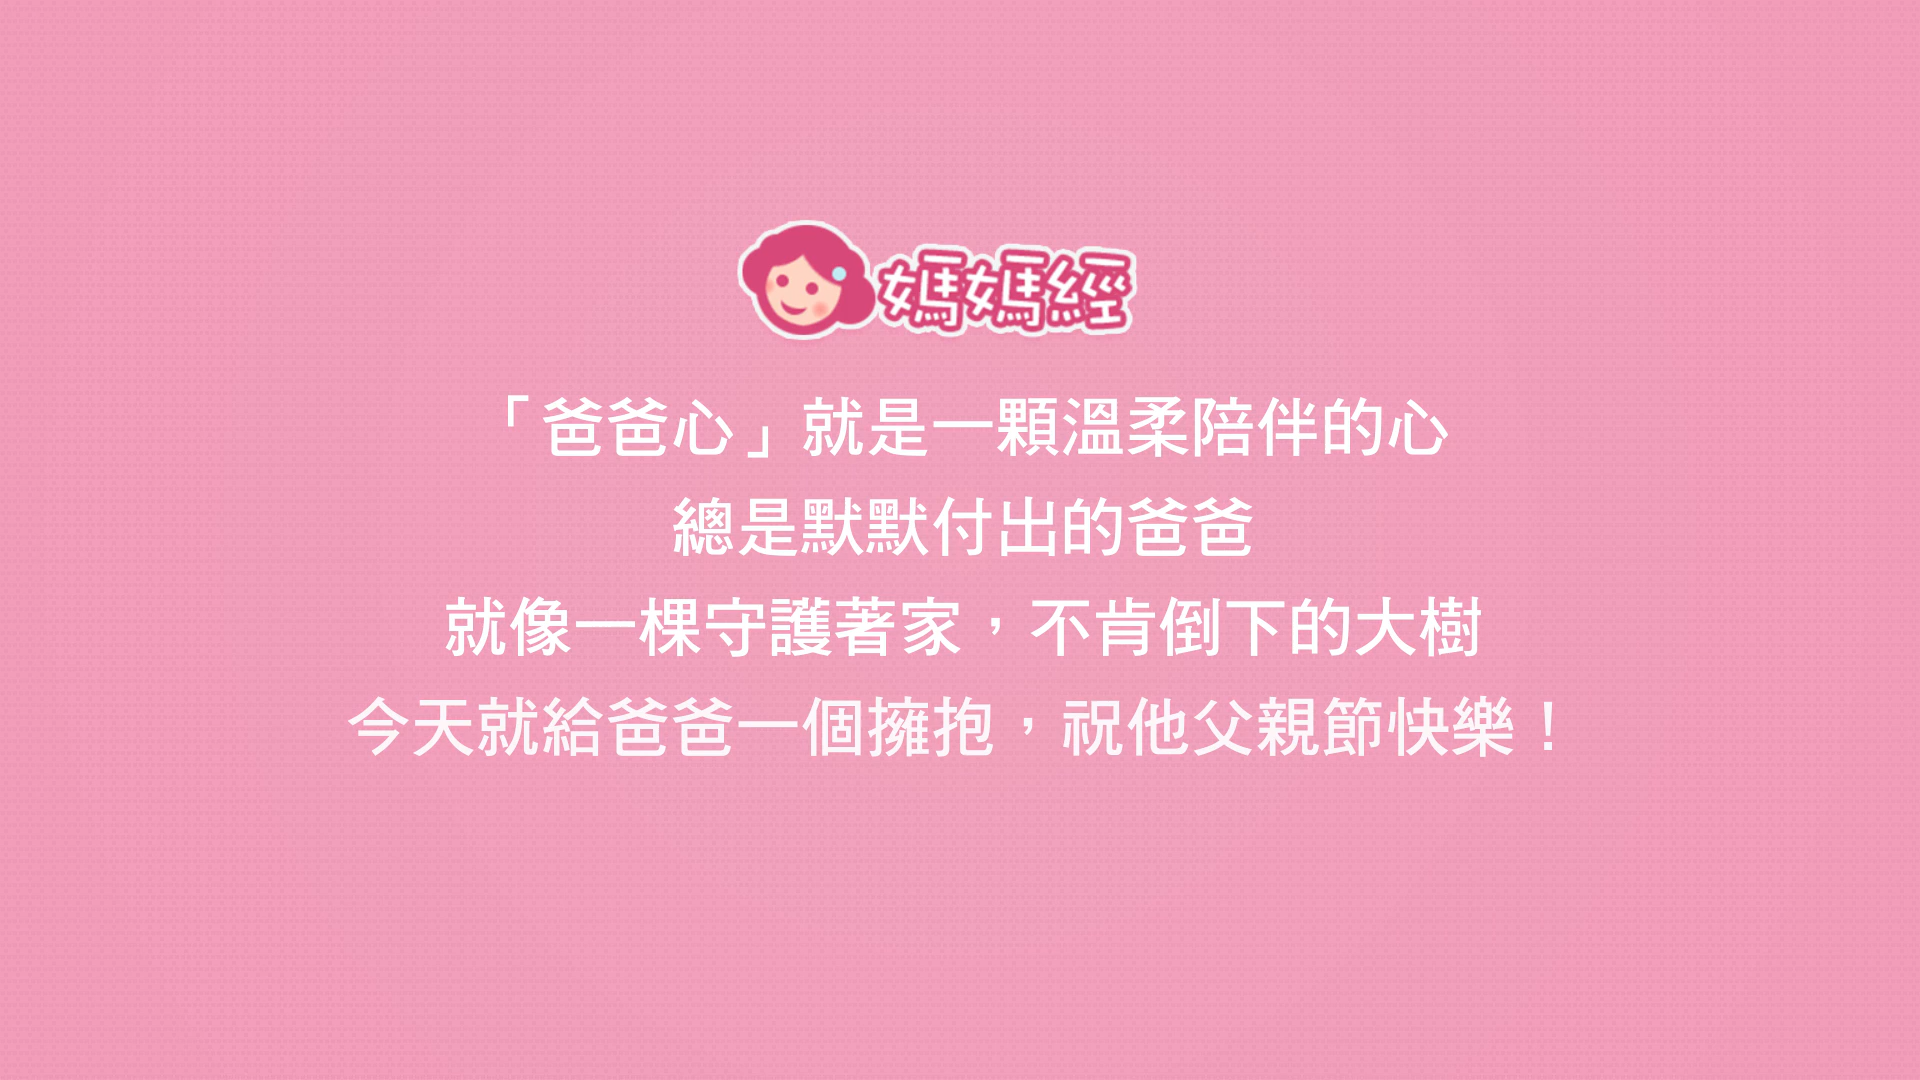 媽媽經
「爸爸心」就是一顆溫柔陪伴的心
總是默默付出的爸爸
就像一棵守護著家，不肯倒下的大樹
今天就給爸爸一個擁抱，祝他父親節快樂！